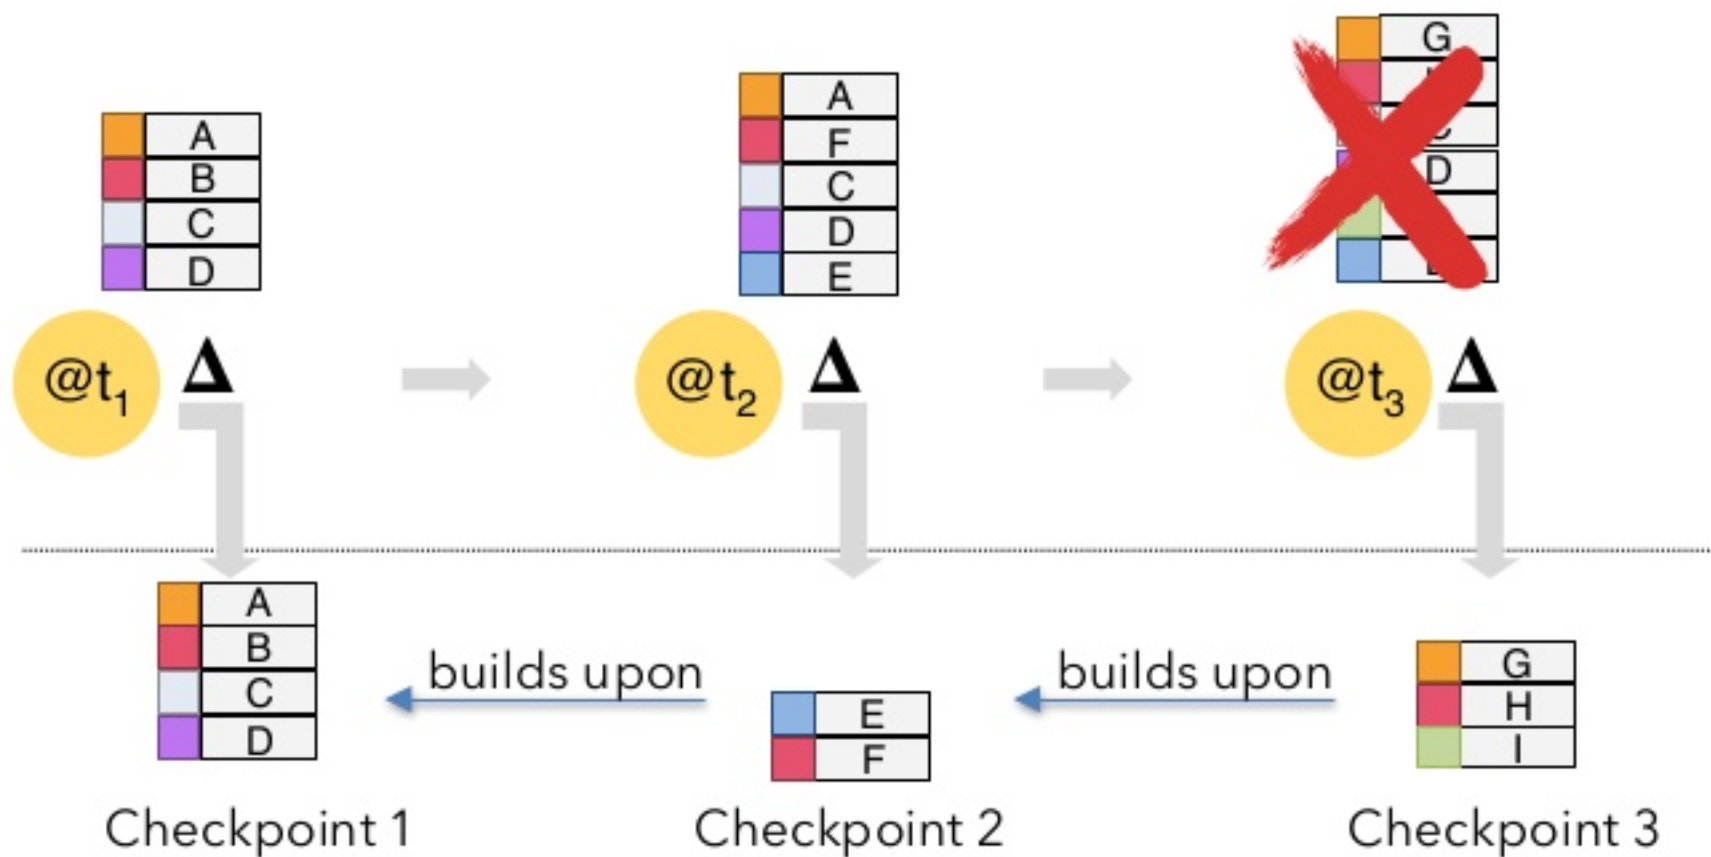 A
B
C
D
@t1 Δ
A
F
C
D
E
@t2 Δ
G
D
@t3 Δ
A
B
C
D
Checkpoint 1
builds upon
E
F
Checkpoint 2
builds upon
G
H
I
Checkpoint 3